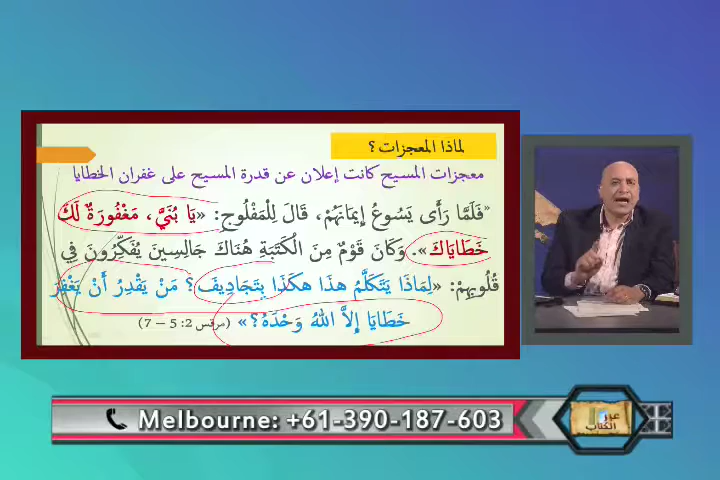 لماذا المعجزات ؟
معجزات المسيح كانت إعلان عن قدرة المسيح على غفران الخطايا
"فَلَمَّا رَأَى يَسُوعُ إِيمَانَهُمْ، قَالَ لِلْمَفْلُوجِ: «يَا بُنَيَّ، مَغْفُورَةٌ لَكَ
خَطَايَاكَ». وَكَانَ قَوْمٌ مِنَ الْكَتَبَةِ هُنَاكَ جَالِسِينَ يُفَكِّرُونَ فِي
قُلُوبِهِمْ: «لِمَاذَا يَتَكَلَّمُ هذَا هكَذَا بِتَجَادِيفَ؟ مَنْ يَقْدِرُ أَنْ يَغْفِرَ
خَطَايَا إِلاَّ اللهُ وَحْدَهُ؟» (مرقس 2: 5 – 7)
Melbourne: +61-390-187-603
الكتاب